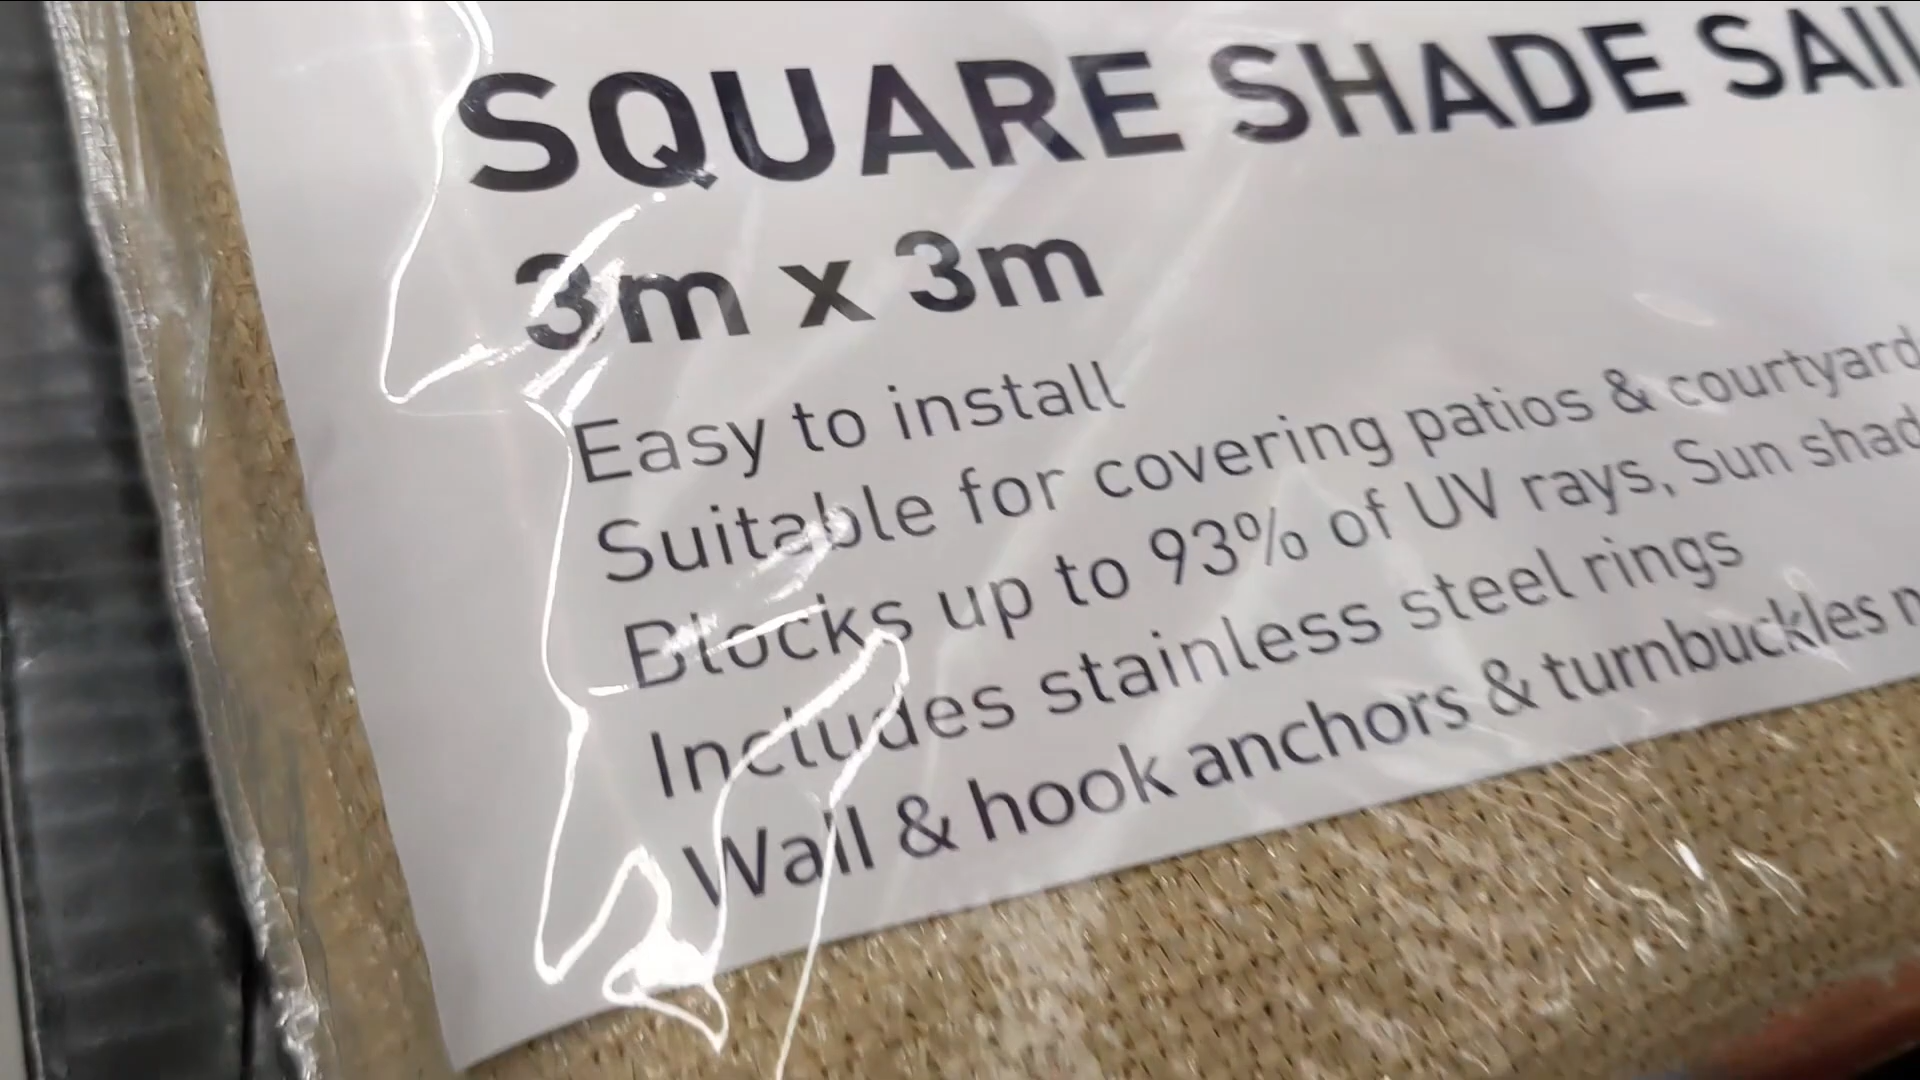 SQUARE SHADE SAIL
3m x 3m
Easy to install
Suitable for covering patios & courtyard
Blocks up to 93% of UV rays, Sun shad
Includes stainless steel rings
Wall & hook anchors & turnbuckles